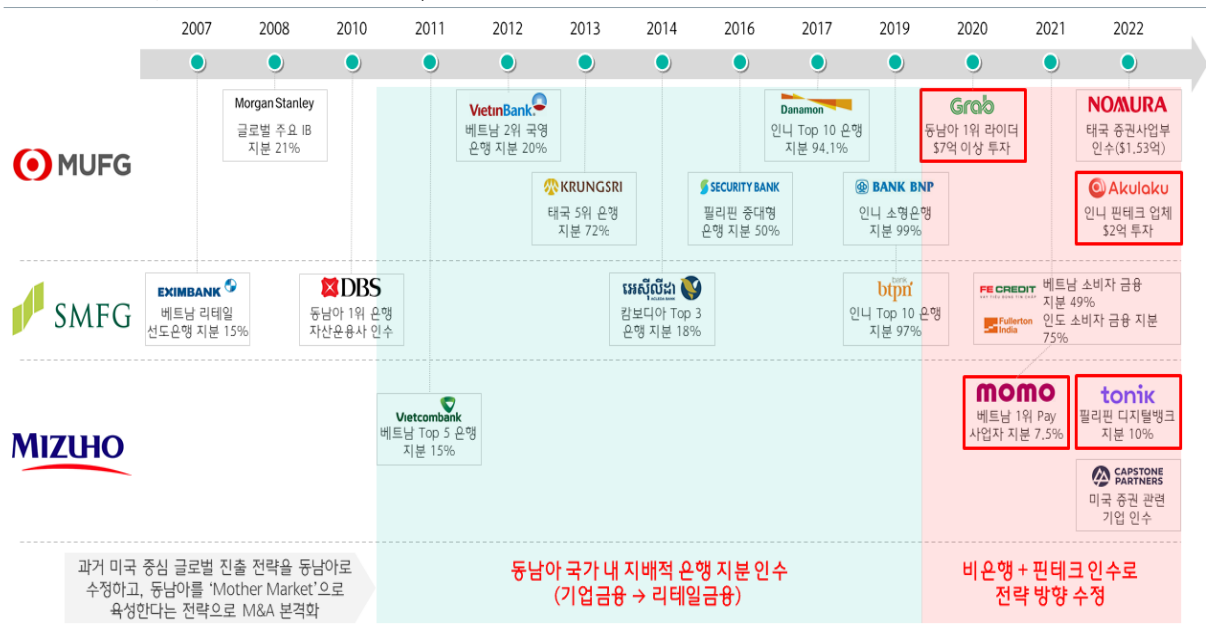 2007 2008 2010 2011 2012 2013 2014 2016 2017 2019 2020 2021 2022
MUFG
Morgan Stanley
글로벌 주요 IB
지분 21%
VietinBank
베트남 2위 국영
은행 지분 20%
KRUNGSRI
태국 5위 은행
지분 72%
SECURITY BANK
필리핀 중대형
은행 지분 50%
Danamon
인니 Top 10 은행
지분 94.1%
BANK BNP
인니 소형은행
지분 99%
Grab
동남아 1위 라이더
$7억 이상 투자
NOMURA
태국 증권사업부
인수($1.53억)
Akulaku
인니 핀테크 업체
$2억 투자
SMFG
EXIMBANK
베트남 리테일
선도은행 지분 15%
DBS
동남아 1위 은행
자산운용사 인수
អេស៊ីលីដា
ACLEDA BANK
캄보디아 Top 3
은행 지분 18%
bank
btpn
인니 Top 10 은행
지분 97%
FE CREDIT
베트남 소비자 금융
지분 49%
Fullerton
India
인도 소비자 금융 지분
75%
MIZUHO
Vietcombank
베트남 Top 5 은행
지분 15%
momo
베트남 1위 Pay
사업자 지분 7.5%
tonik
필리핀 디지털뱅크
지분 10%
CAPSTONE
PARTNERS
미국 증권 관련
기업 인수
과거 미국 중심 글로벌 진출 전략을 동남아로
수정하고, 동남아를 ‘Mother Market’으로
육성한다는 전략으로 M&A 본격화
동남아 국가 내 지배적 은행 지분 인수
(기업금융 → 리테일금융)
비은행 + 핀테크 인수로
전략 방향 수정